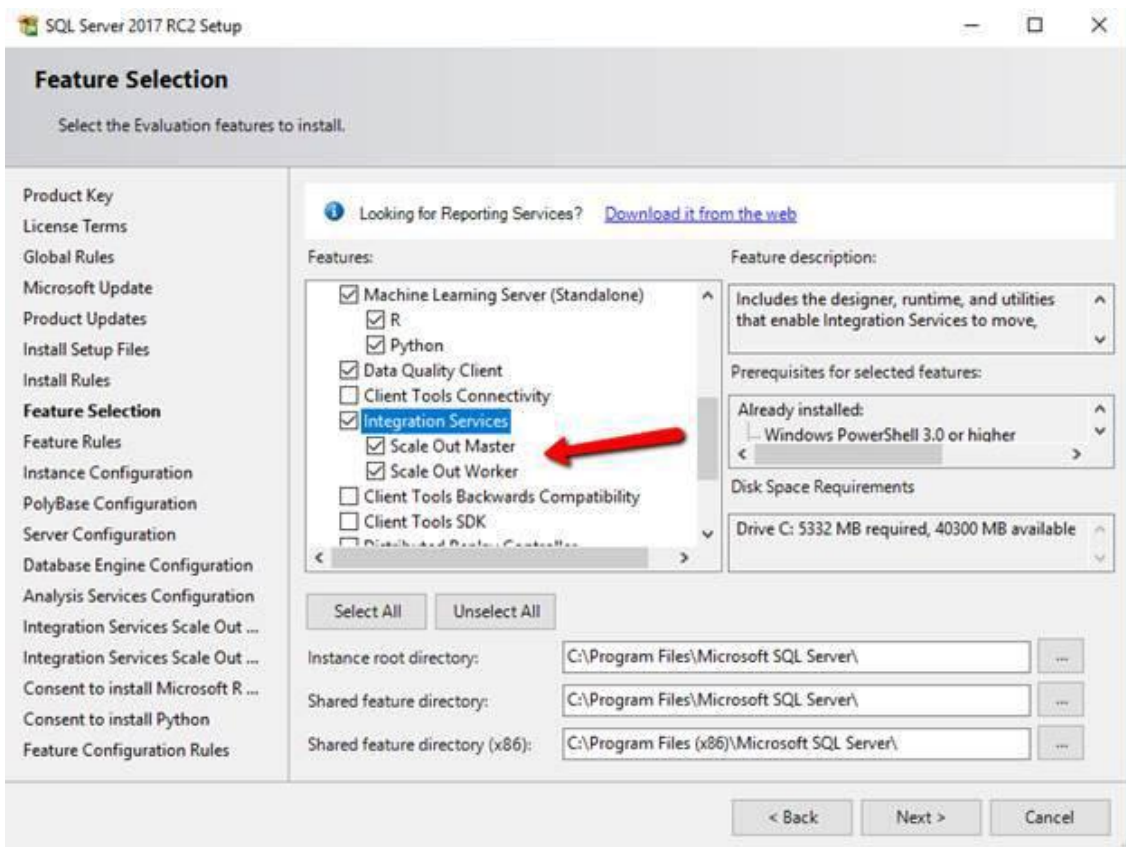 SQL Server 2017 RC2 Setup
Feature Selection
Select the Evaluation features to install.
Product Key
License Terms
Global Rules
Microsoft Update
Product Updates
Install Setup Files
Install Rules
Feature Selection
Feature Rules
Instance Configuration
PolyBase Configuration
Server Configuration
Database Engine Configuration
Analysis Services Configuration
Integration Services Scale Out ...
Integration Services Scale Out ...
Consent to install Microsoft R ...
Consent to install Python
Feature Configuration Rules
Looking for Reporting Services? Download it from the web
Features:
Machine Learning Server (Standalone)
R
Python
Data Quality Client
Client Tools Connectivity
Integration Services
Scale Out Master
Scale Out Worker
Client Tools Backwards Compatibility
Client Tools SDK
Distributed Replay Controller
Feature description:
Includes the designer, runtime, and utilities
that enable Integration Services to move,
Prerequisites for selected features:
Already installed:
Windows PowerShell 3.0 or higher
Disk Space Requirements
Drive C: 5332 MB required, 40300 MB available
Select All
Unselect All
Instance root directory: C:\Program Files\Microsoft SQL Server\ ...
Shared feature directory: C:\Program Files\Microsoft SQL Server\ ...
Shared feature directory (x86): C:\Program Files (x86)\Microsoft SQL Server\ ...
< Back
Next >
Cancel